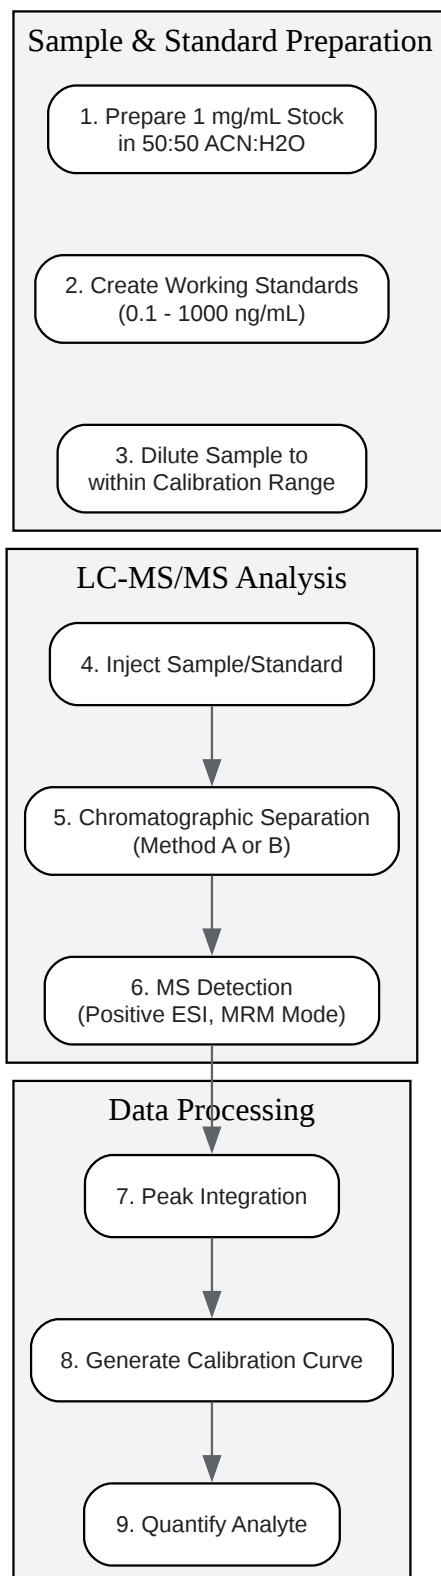 Sample & Standard Preparation
1. Prepare 1 mg/mL Stock
in 50:50 ACN:H2O
2. Create Working Standards
(0.1 - 1000 ng/mL)
3. Dilute Sample to
within Calibration Range
LC-MS/MS Analysis
4. Inject Sample/Standard
5. Chromatographic Separation
(Method A or B)
6. MS Detection
(Positive ESI, MRM Mode)
Data Processing
7. Peak Integration
8. Generate Calibration Curve
9. Quantify Analyte